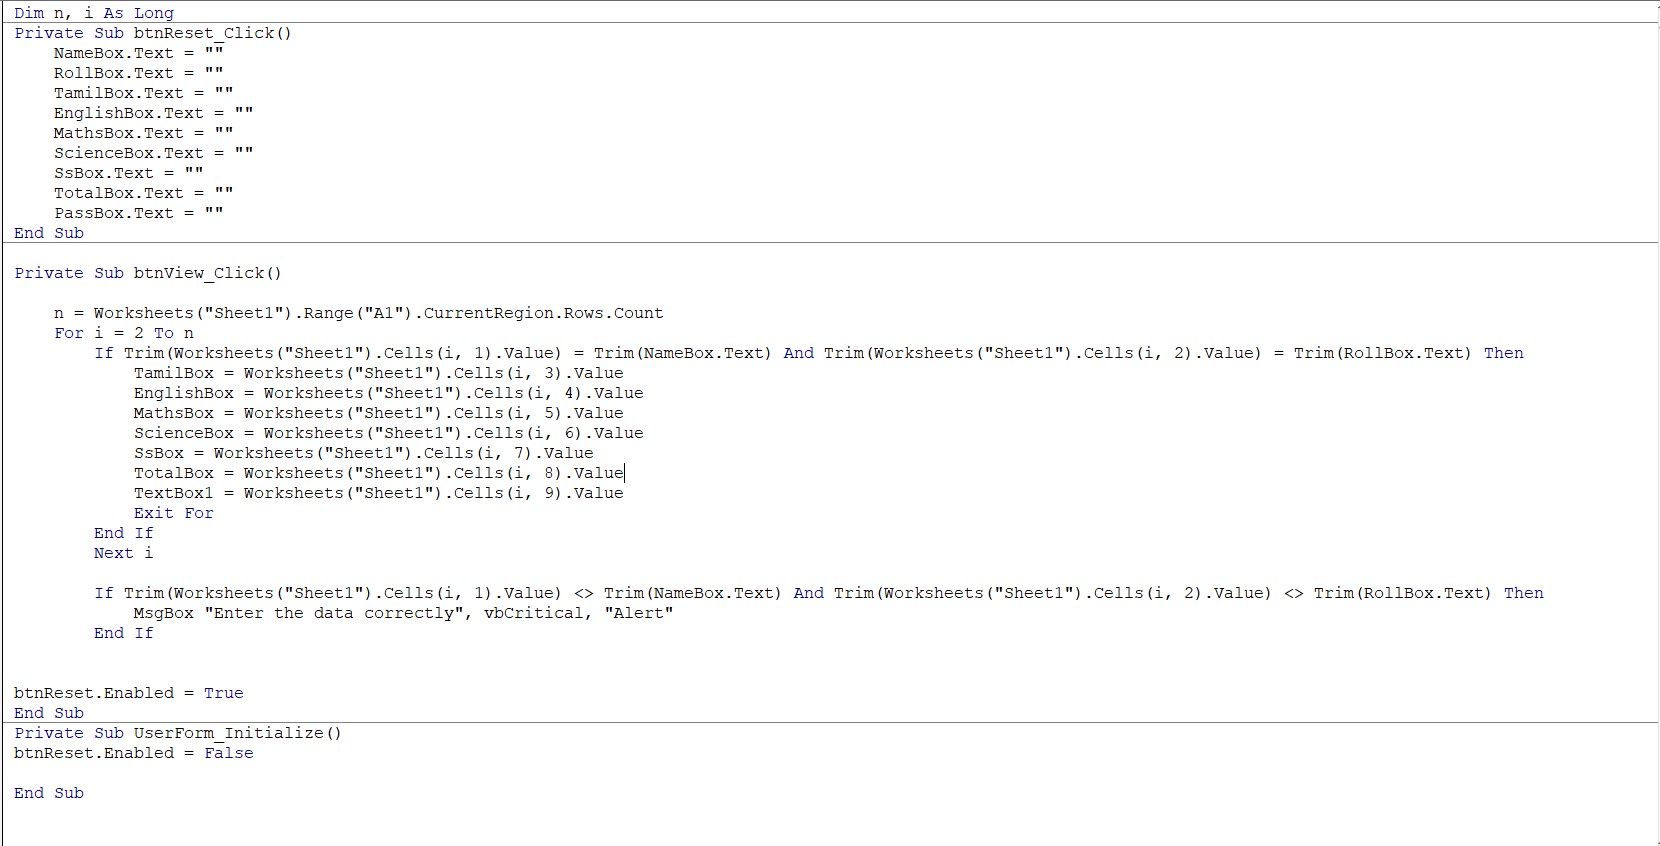 Dim n, i As Long
Private Sub btnReset_Click()
    NameBox.Text = ""
    RollBox.Text = ""
    TamilBox.Text = ""
    EnglishBox.Text = ""
    MathsBox.Text = ""
    ScienceBox.Text = ""
    SsBox.Text = ""
    TotalBox.Text = ""
    PassBox.Text = ""
End Sub
Private Sub btnView_Click()
    n = Worksheets("Sheet1").Range("A1").CurrentRegion.Rows.Count
    For i = 2 To n
        If Trim(Worksheets("Sheet1").Cells(i, 1).Value) = Trim(NameBox.Text) And Trim(Worksheets("Sheet1").Cells(i, 2).Value) = Trim(RollBox.Text) Then
            TamilBox = Worksheets("Sheet1").Cells(i, 3).Value
            EnglishBox = Worksheets("Sheet1").Cells(i, 4).Value
            MathsBox = Worksheets("Sheet1").Cells(i, 5).Value
            ScienceBox = Worksheets("Sheet1").Cells(i, 6).Value
            SsBox = Worksheets("Sheet1").Cells(i, 7).Value
            TotalBox = Worksheets("Sheet1").Cells(i, 8).Value
            TextBox1 = Worksheets("Sheet1").Cells(i, 9).Value
            Exit For
        End If
        Next i
        If Trim(Worksheets("Sheet1").Cells(i, 1).Value) <> Trim(NameBox.Text) And Trim(Worksheets("Sheet1").Cells(i, 2).Value) <> Trim(RollBox.Text) Then
            MsgBox "Enter the data correctly", vbCritical, "Alert"
        End If
btnReset.Enabled = True
End Sub
Private Sub UserForm_Initialize()
btnReset.Enabled = False
End Sub